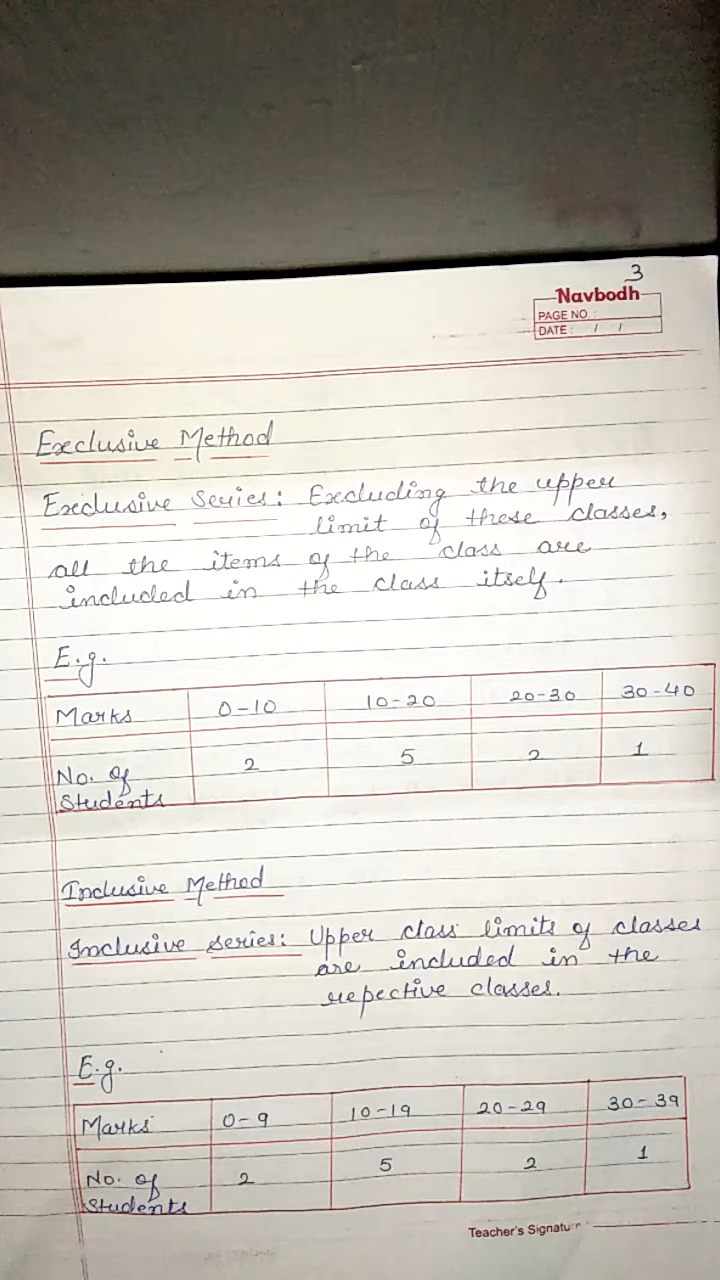 3
Navbodh
PAGE NO. :
DATE : / /
Exclusive Method
Exclusive Series: Excluding the upper
limit of these classes,
all the items of the class are
included in the class itself.
E.g.
Marks 0-10 10-20 20-30 30-40
No. of 2 5 2 1
Students
Inclusive Method
Inclusive series: Upper class limits of classes
are included in the
repective classes.
E.g.
Marks 0-9 10-19 20-29 30-39
No. of 2 5 2 1
Students
Teacher's Signatur